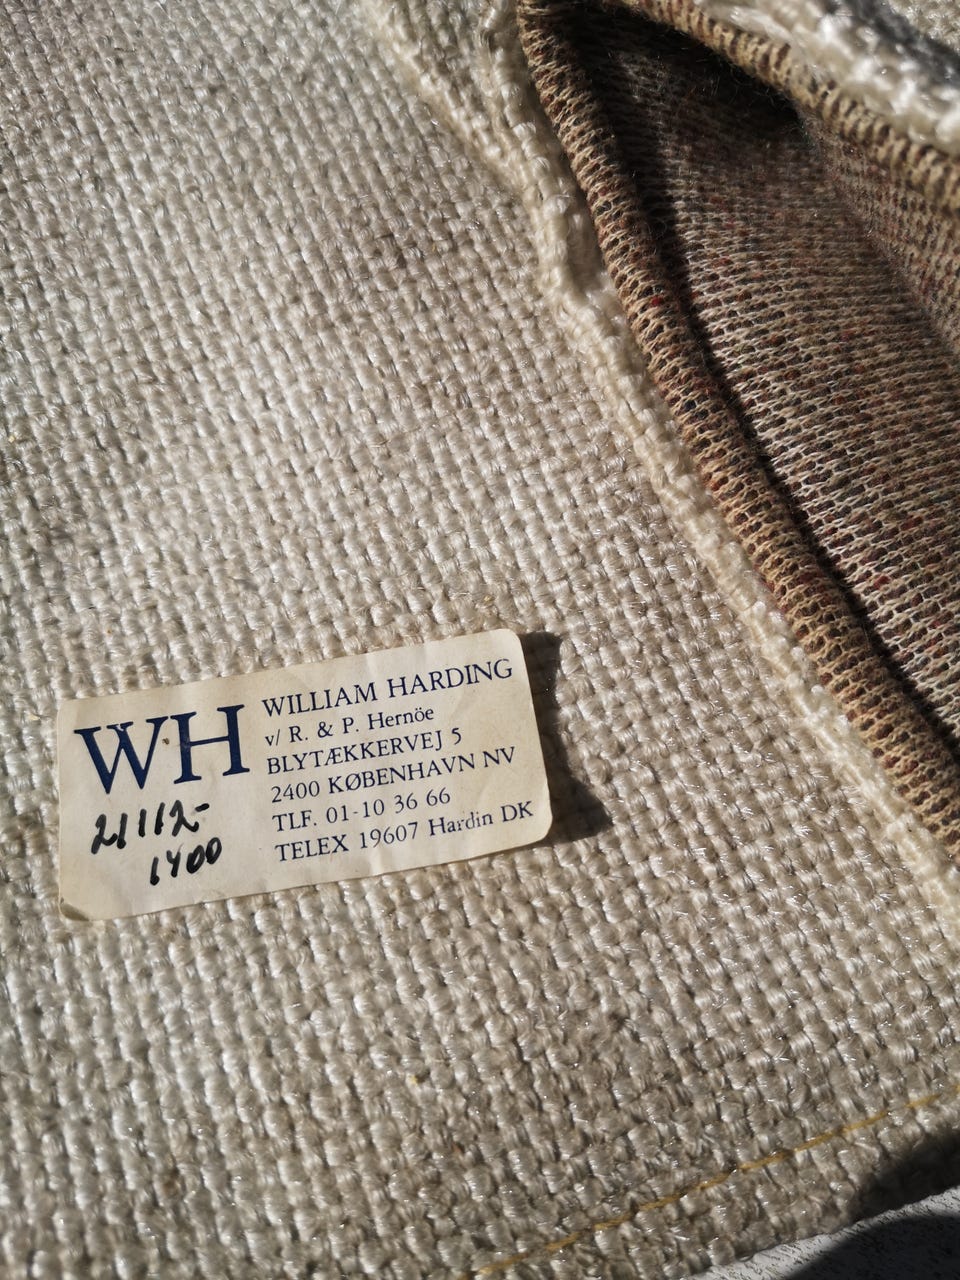 WH
21112-
1400
WILLIAM HARDING
v/ R. & P. Hernöe
BLYTÆKKERVEJ 5
2400 KØBENHAVN NV
TLF. 01-10 36 66
TELEX 19607 Hardin DK